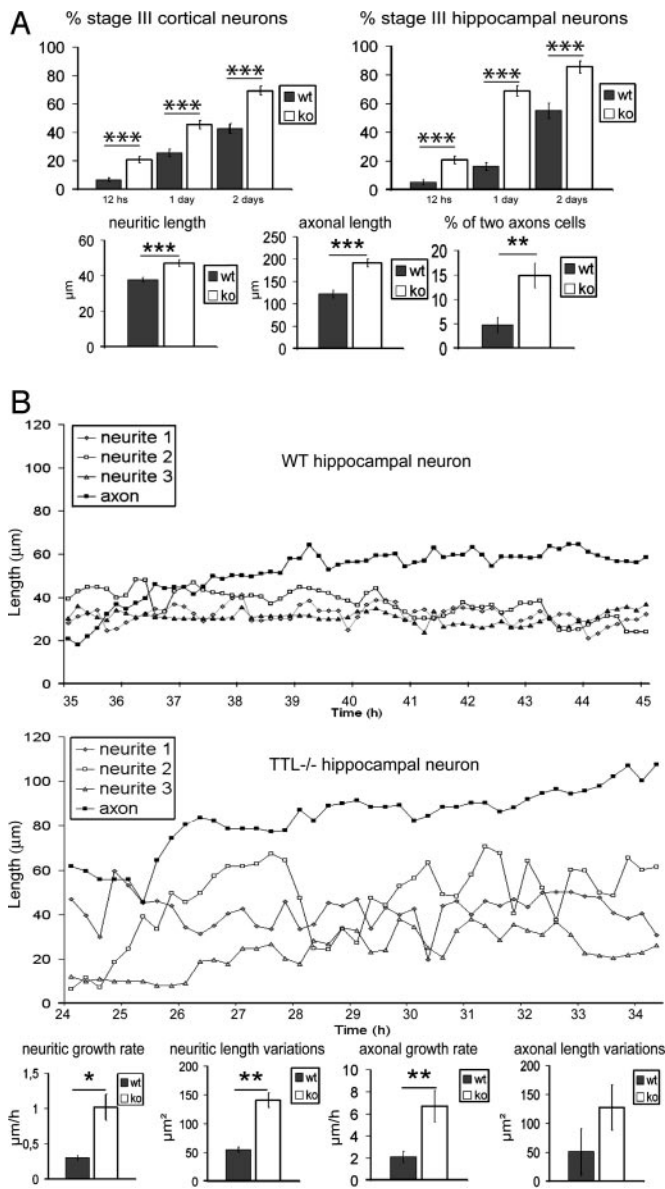 A
% stage III cortical neurons
% stage III hippocampal neurons
100
80
60
40
20
0
***
***
***
wt
ko
12 hs 1 day 2 days
100
80
60
40
20
0
***
***
***
wt
ko
12 hs 1 day 2 days
neuritic length
axonal length
% of two axons cells
µm
60
40
20
0
***
wt
ko
µm
250
200
150
100
50
0
***
wt
ko
20
15
10
5
0
**
wt
ko
B
WT hippocampal neuron
neurite 1
neurite 2
neurite 3
axon
Length (µm)
120
100
80
60
40
20
0
35 36 37 38 39 40 41 42 43 44 45
Time (h)
TTL-/- hippocampal neuron
neurite 1
neurite 2
neurite 3
axon
Length (µm)
120
100
80
60
40
20
0
24 25 26 27 28 29 30 31 32 33 34
Time (h)
neuritic growth rate
neuritic length variations
axonal growth rate
axonal length variations
µm/h
1,5
1
0,5
0
*
wt
ko
µm²
200
150
100
50
0
**
wt
ko
µm/h
8
6
4
2
0
**
wt
ko
µm²
200
150
100
50
0
wt
ko